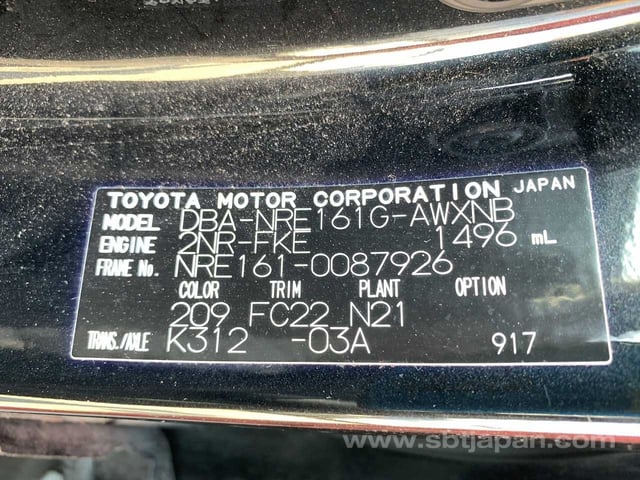 TOYOTA MOTOR CORPORATION JAPAN
MODEL DBA-NRE161G-AWXNB
ENGINE 2NR-FKE 1496 mL
FRAME No. NRE161-0087926
COLOR TRIM PLANT OPTION
209 FC22 N21
TRANS./AXLE K312 -03A 917
www.sbtjapan.com